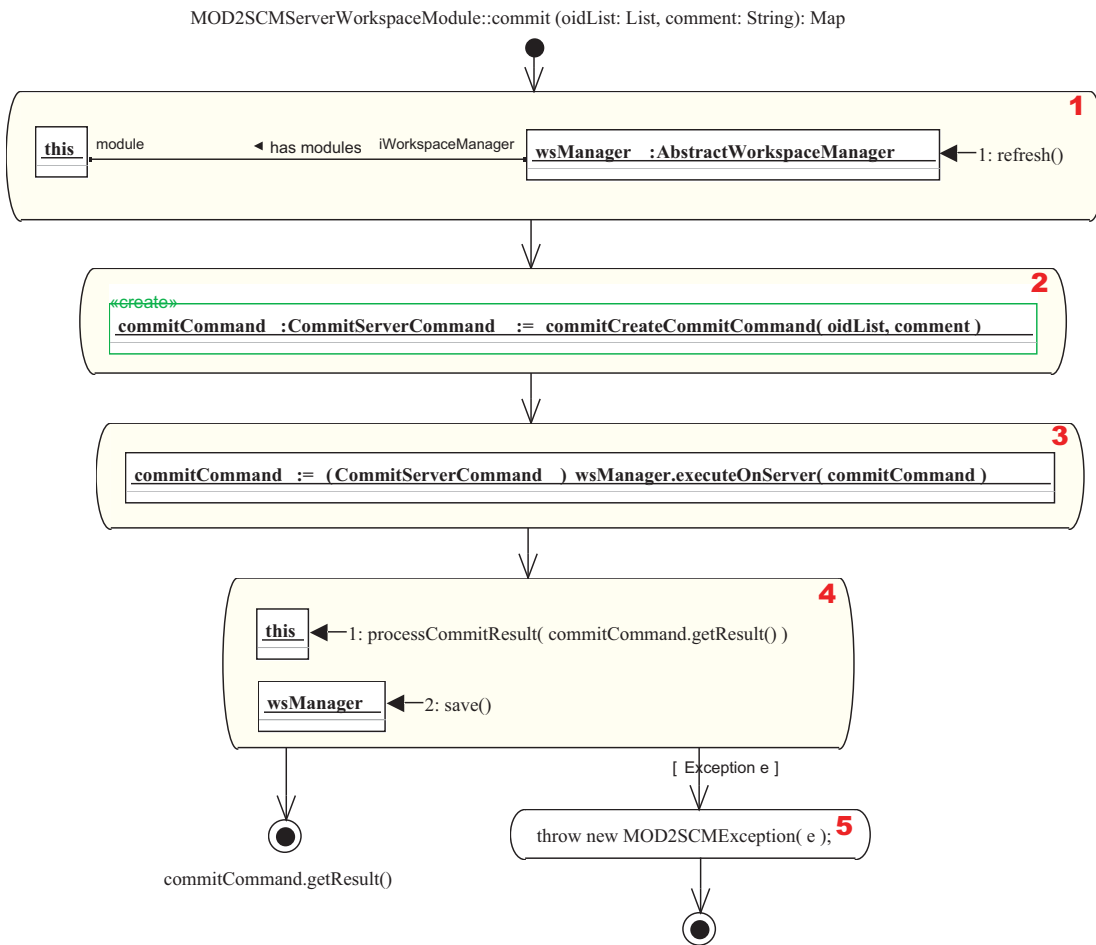 MOD2SCMServerWorkspaceModule::commit (oidList: List, comment: String): Map
1
this
module
◄ has modules
iWorkspaceManager
wsManager :AbstractWorkspaceManager
1: refresh()
2
«create»
commitCommand :CommitServerCommand := commitCreateCommitCommand( oidList, comment )
3
commitCommand := (CommitServerCommand ) wsManager.executeOnServer( commitCommand )
4
this
1: processCommitResult( commitCommand.getResult() )
wsManager
2: save()
[ Exception e ]
throw new MOD2SCMException( e );
5
commitCommand.getResult()